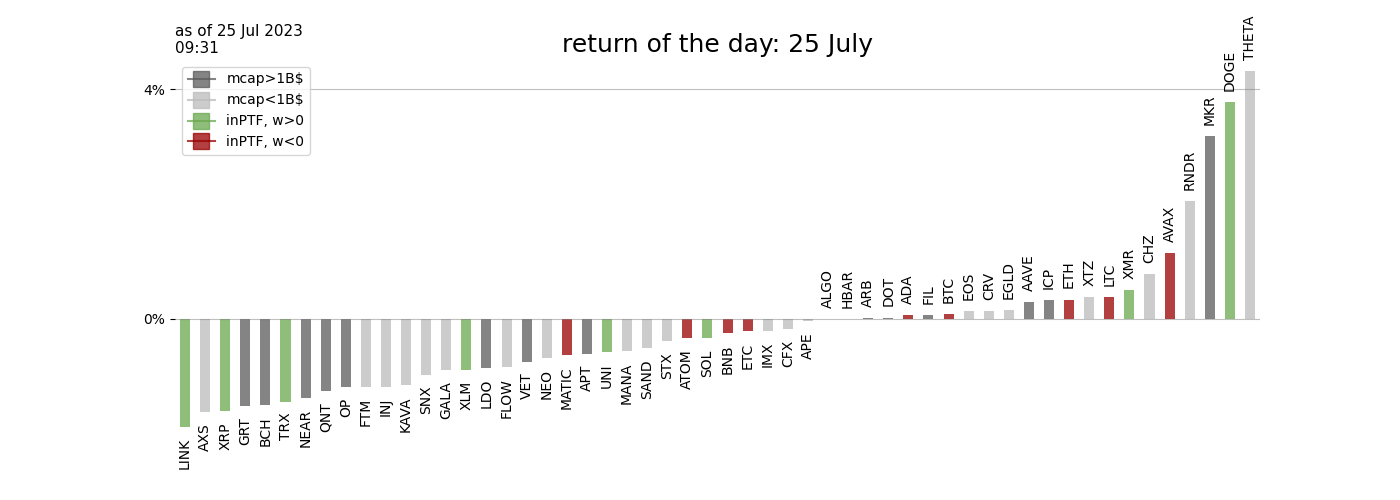 as of 25 Jul 2023
09:31
return of the day: 25 July
mcap>1B$
mcap<1B$
inPTF, w>0
inPTF, w<0
4%
0%
LINK
AXS
XRP
GRT
BCH
TRX
NEAR
QNT
OP
FTM
INJ
KAVA
SNX
GALA
XLM
LDO
FLOW
VET
NEO
MATIC
APT
UNI
MANA
SAND
STX
ATOM
SOL
BNB
ETC
IMX
CFX
APE
ALGO
HBAR
ARB
DOT
ADA
FIL
BTC
EOS
CRV
EGLD
AAVE
ICP
ETH
XTZ
LTC
XMR
CHZ
AVAX
RNDR
MKR
DOGE
THETA